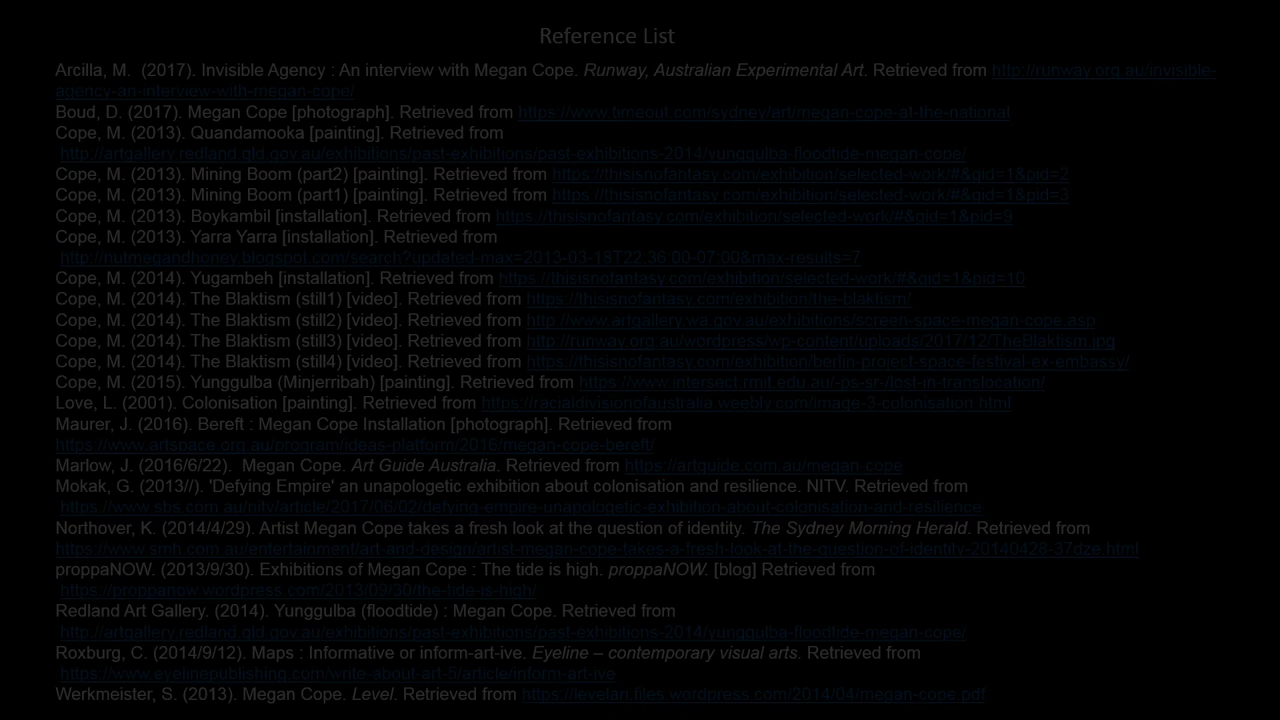 Reference List
Arcilla, M.  (2017). Invisible Agency : An interview with Megan Cope. Runway, Australian Experimental Art. Retrieved from http://runway.org.au/invisible-
agency-an-interview-with-megan-cope/
Boud, D. (2017). Megan Cope [photograph]. Retrieved from https://www.timeout.com/sydney/art/megan-cope-at-the-national
Cope, M. (2013). Quandamooka [painting]. Retrieved from
http://artgallery.redland.qld.gov.au/exhibitions/past-exhibitions/past-exhibitions-2014/yunggulba-floodtide-megan-cope/
Cope, M. (2013). Mining Boom (part2) [painting]. Retrieved from https://thisisnofantasy.com/exhibition/selected-work/#&gid=1&pid=2
Cope, M. (2013). Mining Boom (part1) [painting]. Retrieved from https://thisisnofantasy.com/exhibition/selected-work/#&gid=1&pid=3
Cope, M. (2013). Boykambil [installation]. Retrieved from https://thisisnofantasy.com/exhibition/selected-work/#&gid=1&pid=9
Cope, M. (2013). Yarra Yarra [installation]. Retrieved from
http://nutmegandhoney.blogspot.com/search?updated-max=2013-03-18T22:36:00-07:00&max-results=7
Cope, M. (2014). Yugambeh [installation]. Retrieved from https://thisisnofantasy.com/exhibition/selected-work/#&gid=1&pid=10
Cope, M. (2014). The Blaktism (still1) [video]. Retrieved from https://thisisnofantasy.com/exhibition/the-blaktism/
Cope, M. (2014). The Blaktism (still2) [video]. Retrieved from http://www.artgallery.wa.gov.au/exhibitions/screen-space-megan-cope.asp
Cope, M. (2014). The Blaktism (still3) [video]. Retrieved from http://runway.org.au/wordpress/wp-content/uploads/2017/12/TheBlaktism.jpg
Cope, M. (2014). The Blaktism (still4) [video]. Retrieved from https://thisisnofantasy.com/exhibition/berlin-project-space-festival-ex-embassy/
Cope, M. (2015). Yunggulba (Minjerribah) [painting]. Retrieved from https://www.intersect.rmit.edu.au/-ps-sr-/lost-in-translocation/
Love, L. (2001). Colonisation [painting]. Retrieved from https://racialdivisionofaustralia.weebly.com/image-3-colonisation.html
Maurer, J. (2016). Bereft : Megan Cope Installation [photograph]. Retrieved from
https://www.artspace.org.au/program/ideas-platform/2016/megan-cope-bereft/
Marlow, J. (2016/6/22).  Megan Cope. Art Guide Australia. Retrieved from https://artguide.com.au/megan-cope
Mokak, G. (2013//). 'Defying Empire' an unapologetic exhibition about colonisation and resilience. NITV. Retrieved from
https://www.sbs.com.au/nitv/article/2017/06/02/defying-empire-unapologetic-exhibition-about-colonisation-and-resilience
Northover, K. (2014/4/29). Artist Megan Cope takes a fresh look at the question of identity. The Sydney Morning Herald. Retrieved from
https://www.smh.com.au/entertainment/art-and-design/artist-megan-cope-takes-a-fresh-look-at-the-question-of-identity-20140428-37dze.html
proppaNOW. (2013/9/30). Exhibitions of Megan Cope : The tide is high. proppaNOW. [blog] Retrieved from
https://proppanow.wordpress.com/2013/09/30/the-tide-is-high/
Redland Art Gallery. (2014). Yunggulba (floodtide) : Megan Cope. Retrieved from
http://artgallery.redland.qld.gov.au/exhibitions/past-exhibitions/past-exhibitions-2014/yunggulba-floodtide-megan-cope/
Roxburg, C. (2014/9/12). Maps : Informative or inform-art-ive. Eyeline – contemporary visual arts. Retrieved from
https://www.eyelinepublishing.com/write-about-art-5/article/inform-art-ive
Werkmeister, S. (2013). Megan Cope. Level. Retrieved from https://levelari.files.wordpress.com/2014/04/megan-cope.pdf